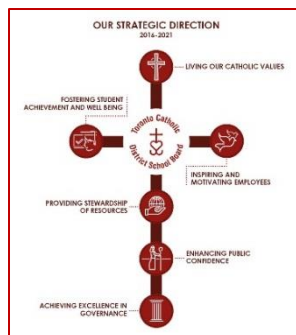 OUR STRATEGIC DIRECTION
2016-2021
LIVING OUR CATHOLIC VALUES
FOSTERING STUDENT
ACHIEVEMENT AND WELL BEING
Toronto Catholic
District School Board
INSPIRING AND
MOTIVATING EMPLOYEES
PROVIDING STEWARDSHIP
OF RESOURCES
ENHANCING PUBLIC
CONFIDENCE
ACHIEVING EXCELLENCE IN
GOVERNANCE